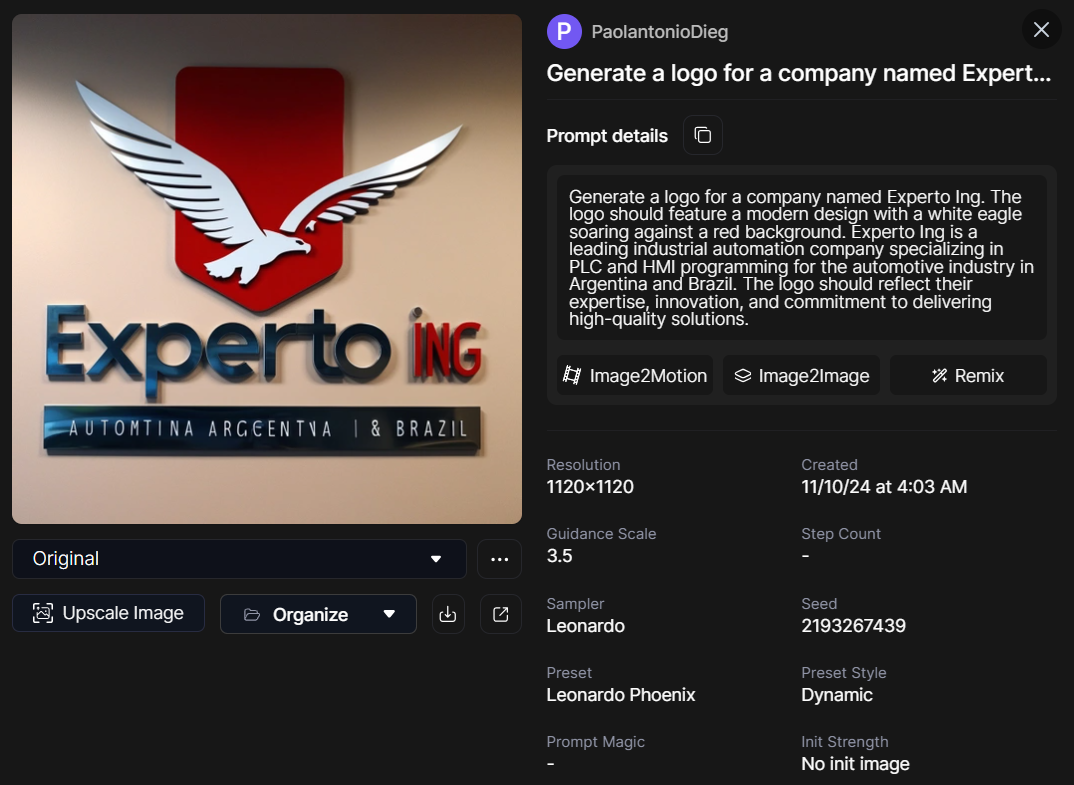 Experto iNG
AUTOMTINA ARGCENTVA | & BRAZIL
Original
Upscale Image
Organize
P
PaolantonioDieg
Generate a logo for a company named Expert...
Prompt details
Generate a logo for a company named Experto Ing. The
logo should feature a modern design with a white eagle
soaring against a red background. Experto Ing is a
leading industrial automation company specializing in
PLC and HMI programming for the automotive industry in
Argentina and Brazil. The logo should reflect their
expertise, innovation, and commitment to delivering
high-quality solutions.
Image2Motion
Image2Image
Remix
Resolution
Created
1120×1120
11/10/24 at 4:03 AM
Guidance Scale
Step Count
3.5
-
Sampler
Seed
Leonardo
2193267439
Preset
Preset Style
Leonardo Phoenix
Dynamic
Prompt Magic
Init Strength
-
No init image